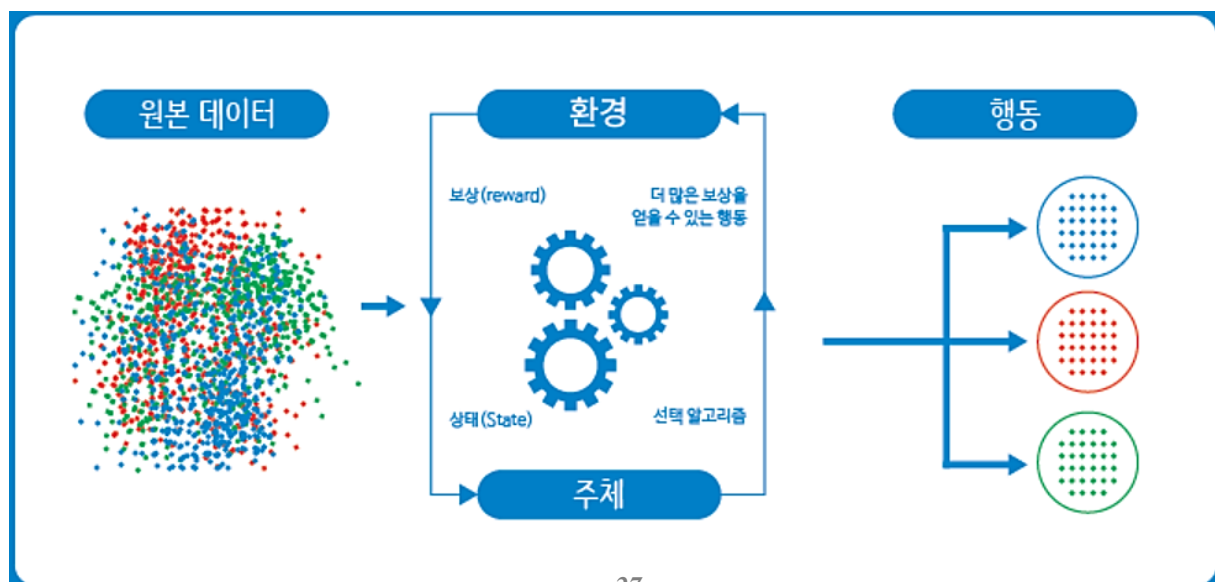 원본 데이터
환경
행동
보상(reward)
더 많은 보상을
얻을 수 있는 행동
상태(State)
선택 알고리즘
주체